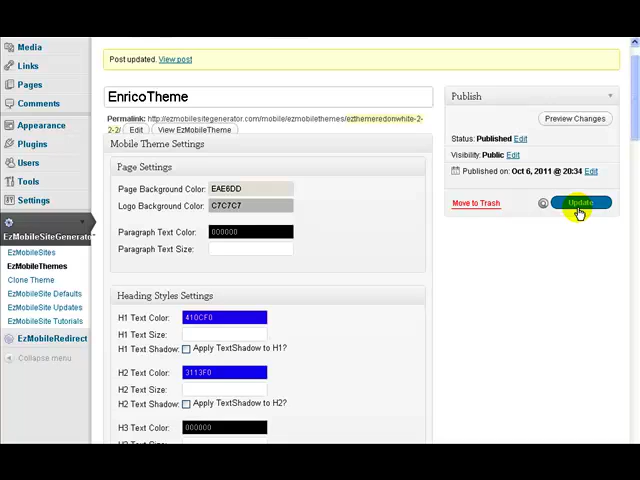 Media
Links
Pages
Comments
Appearance
Plugins
Users
Tools
Settings
EzMobileSiteGenerator
EzMobileSites
EzMobileThemes
Clone Theme
EzMobileSite Defaults
EzMobileSite Updates
EzMobileSite Tutorials
EzMobileRedirect
Collapse menu
Post updated. View post
EnricoTheme
Permalink: http://ezmobilesitegenerator.com/mobile/ezmobilethemes/ezthemeredonwhite-2-
2-2/ Edit View EzMobileTheme
Mobile Theme Settings
Page Settings
Page Background Color: EAE6DD
Logo Background Color: C7C7C7
Paragraph Text Color: 000000
Paragraph Text Size:
Heading Styles Settings
H1 Text Color: 410CF0
H1 Text Size:
H1 Text Shadow: Apply TextShadow to H1?
H2 Text Color: 3113F0
H2 Text Size:
H2 Text Shadow: Apply TextShadow to H2?
H3 Text Color: 000000
H3 Text Size:
Publish
Preview Changes
Status: Published Edit
Visibility: Public Edit
Published on: Oct 6, 2011 @ 20:34 Edit
Move to Trash
Update